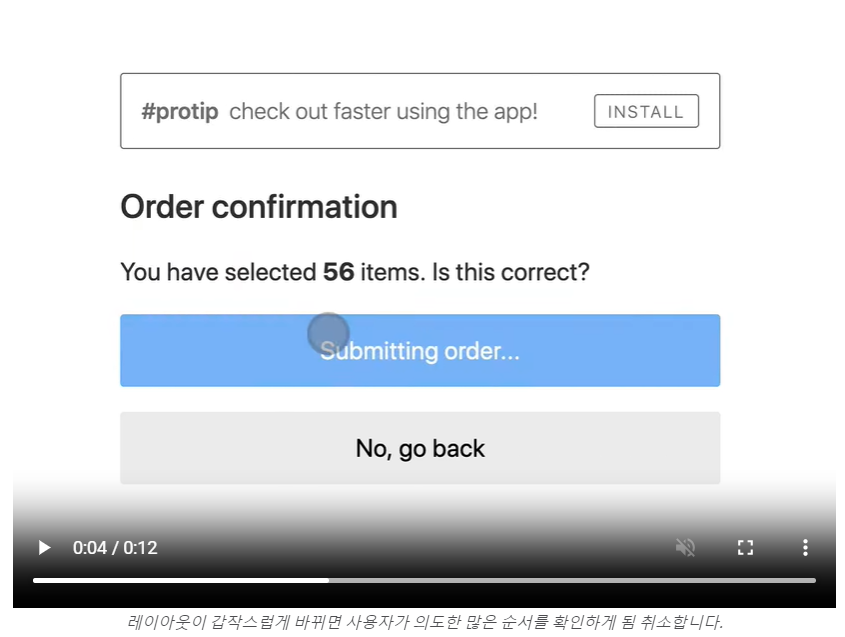 #protip check out faster using the app! INSTALL
Order confirmation
You have selected 56 items. Is this correct?
Submitting order...
No, go back
0:04 / 0:12
레이아웃이 갑작스럽게 바뀌면 사용자가 의도한 많은 순서를 확인하게 됨 취소합니다.